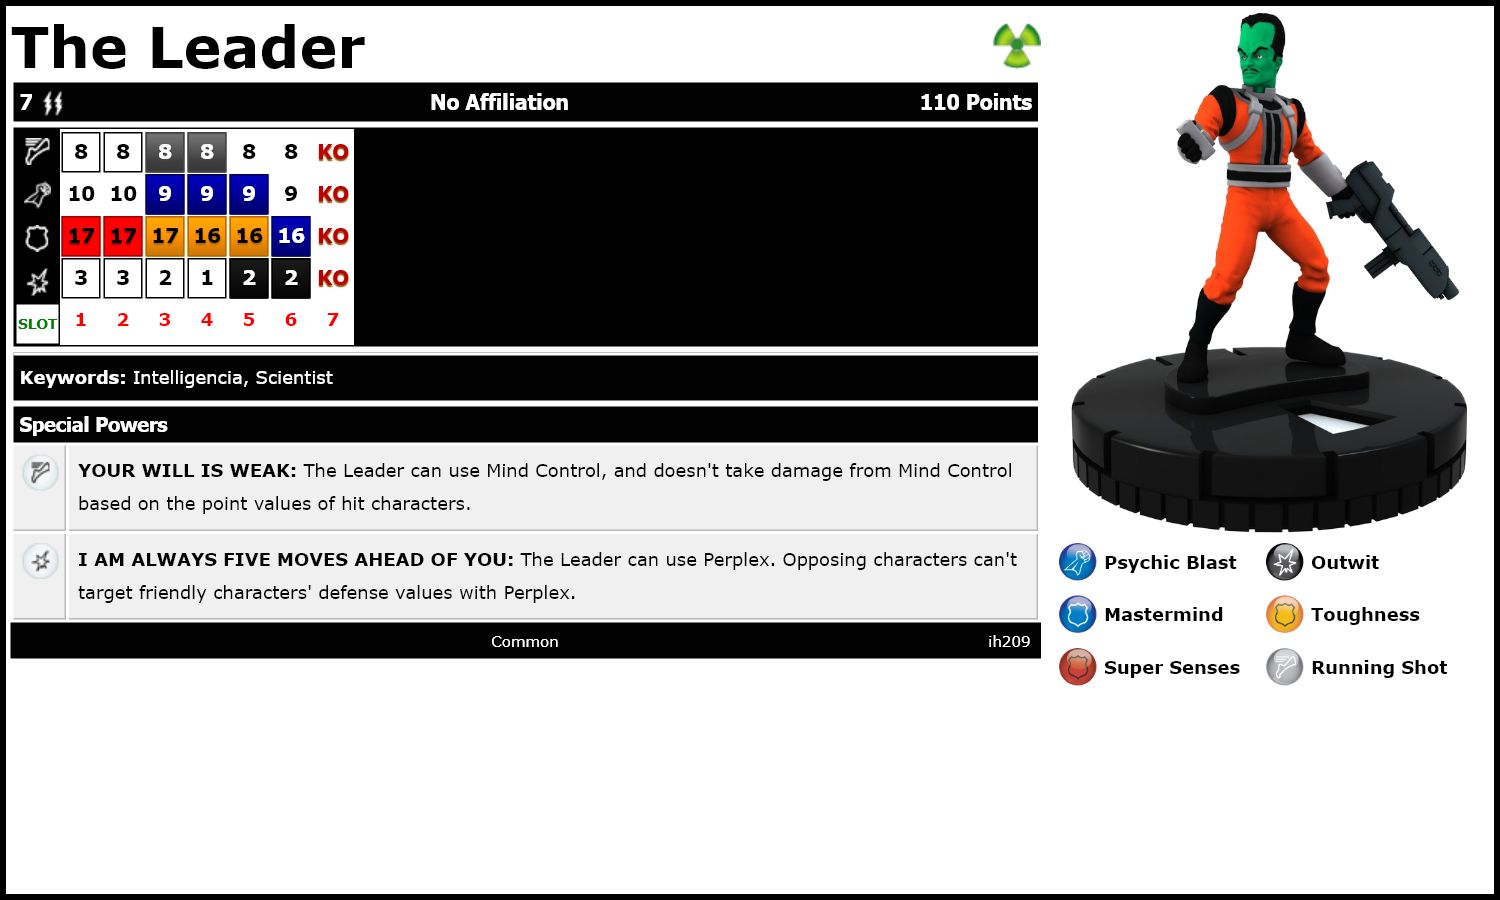 The Leader
7 No Affiliation 110 Points
8 8 8 8 8 8 KO
10 10 9 9 9 9 KO
17 17 17 16 16 16 KO
3 3 2 1 2 2 KO
SLOT 1 2 3 4 5 6 7
Keywords: Intelligencia, Scientist
Special Powers
YOUR WILL IS WEAK: The Leader can use Mind Control, and doesn't take damage from Mind Control
based on the point values of hit characters.
I AM ALWAYS FIVE MOVES AHEAD OF YOU: The Leader can use Perplex. Opposing characters can't
target friendly characters' defense values with Perplex.
Common ih209
Psychic Blast Outwit
Mastermind Toughness
Super Senses Running Shot